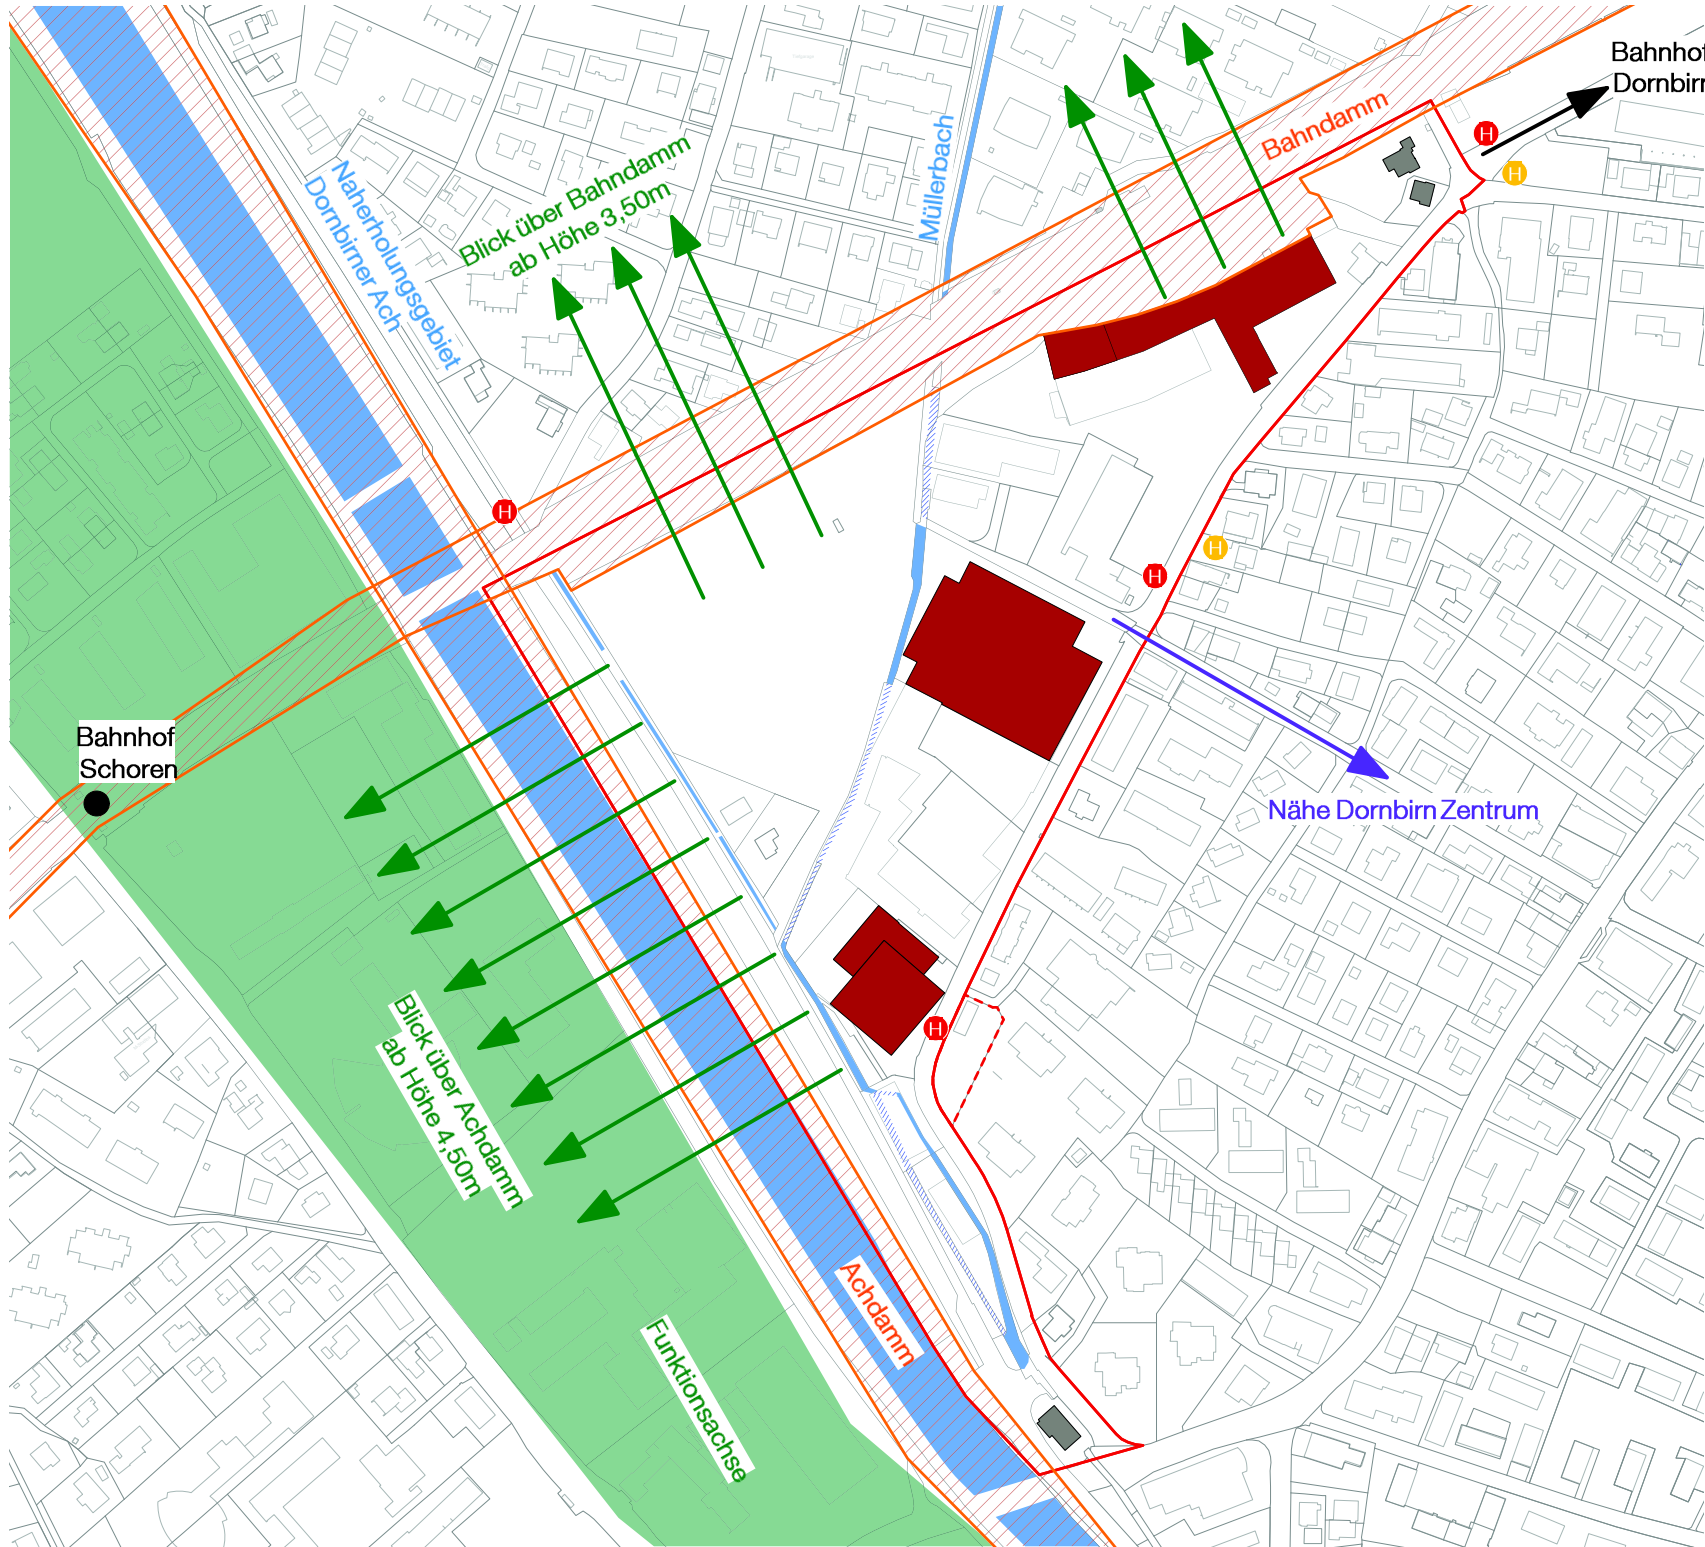 Bahnhof
Dornbirn
H
H
Bahndamm
Müllerbach
Blick über Bahndamm
ab Höhe 3,50m
Naherholungsgebiet
Dornbirner Ach
H
H
H
Bahnhof
Schoren
Nähe Dornbirn Zentrum
H
Blick über Achdamm
ab Höhe 4,50m
Achdamm
Funktionsachse